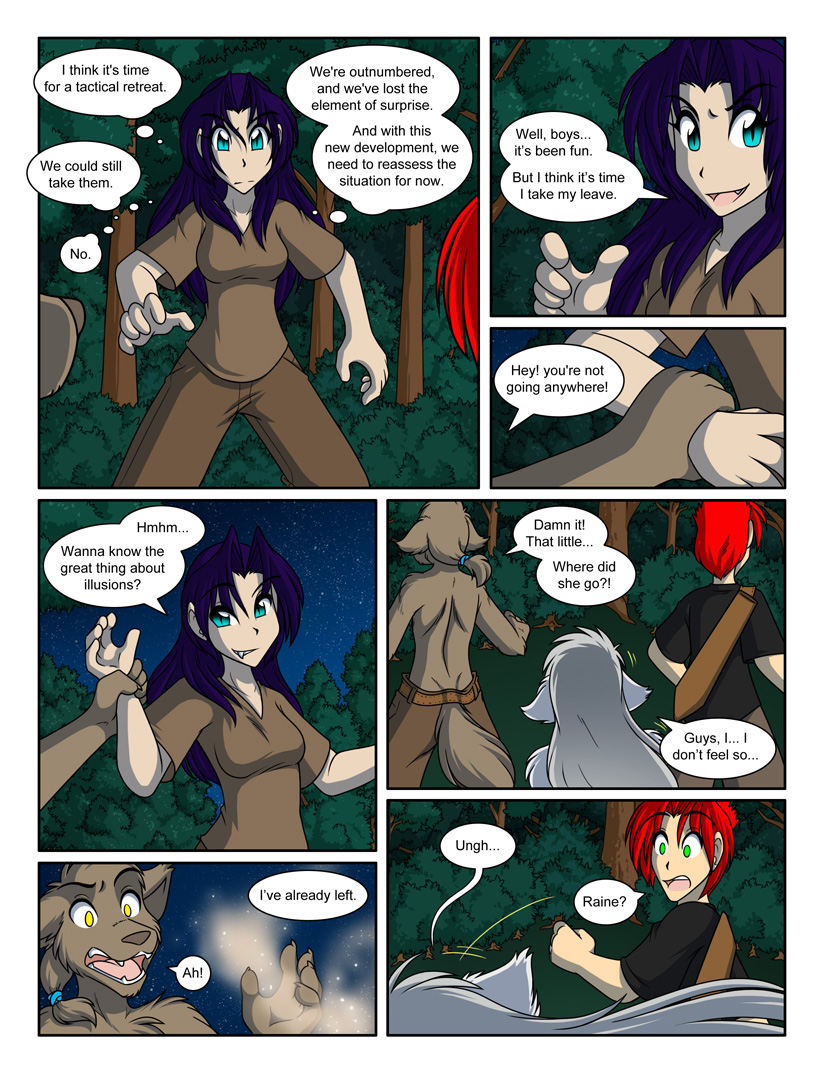 I think it's time
for a tactical retreat.
We're outnumbered,
and we've lost the
element of surprise.
And with this
new development, we
need to reassess the
situation for now.
We could still
take them.
No.
Well, boys...
it's been fun.
But I think it's time
I take my leave.
Hey! you're not
going anywhere!
Hmhm...
Wanna know the
great thing about
illusions?
I've already left.
Ah!
Damn it!
That little...
Where did
she go?!
Guys, I... I
don't feel so...
Ungh...
Raine?